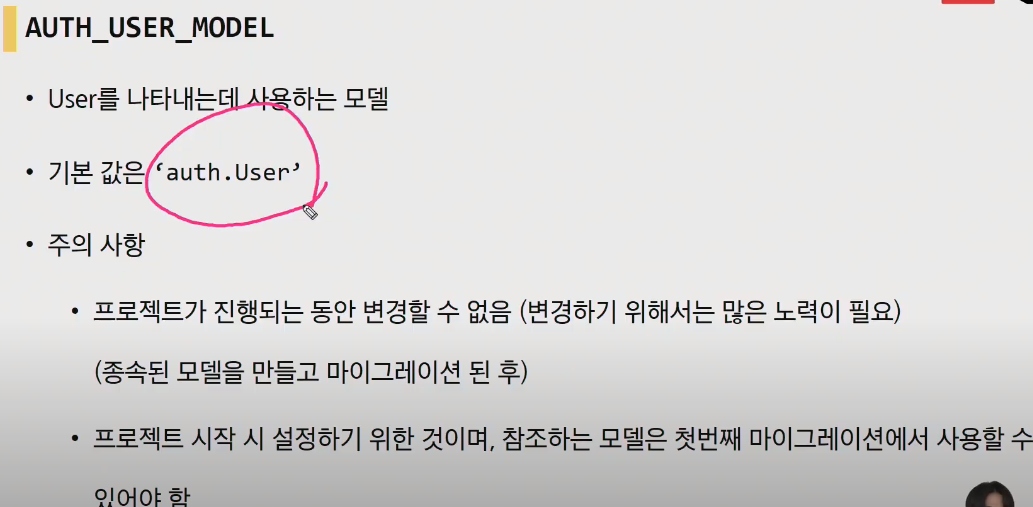 AUTH_USER_MODEL
• User를 나타내는데 사용하는 모델
• 기본 값은 ‘auth.User’
• 주의 사항
• 프로젝트가 진행되는 동안 변경할 수 없음 (변경하기 위해서는 많은 노력이 필요)
(종속된 모델을 만들고 마이그레이션 된 후)
• 프로젝트 시작 시 설정하기 위한 것이며, 참조하는 모델은 첫번째 마이그레이션에서 사용할 수
있어야 함